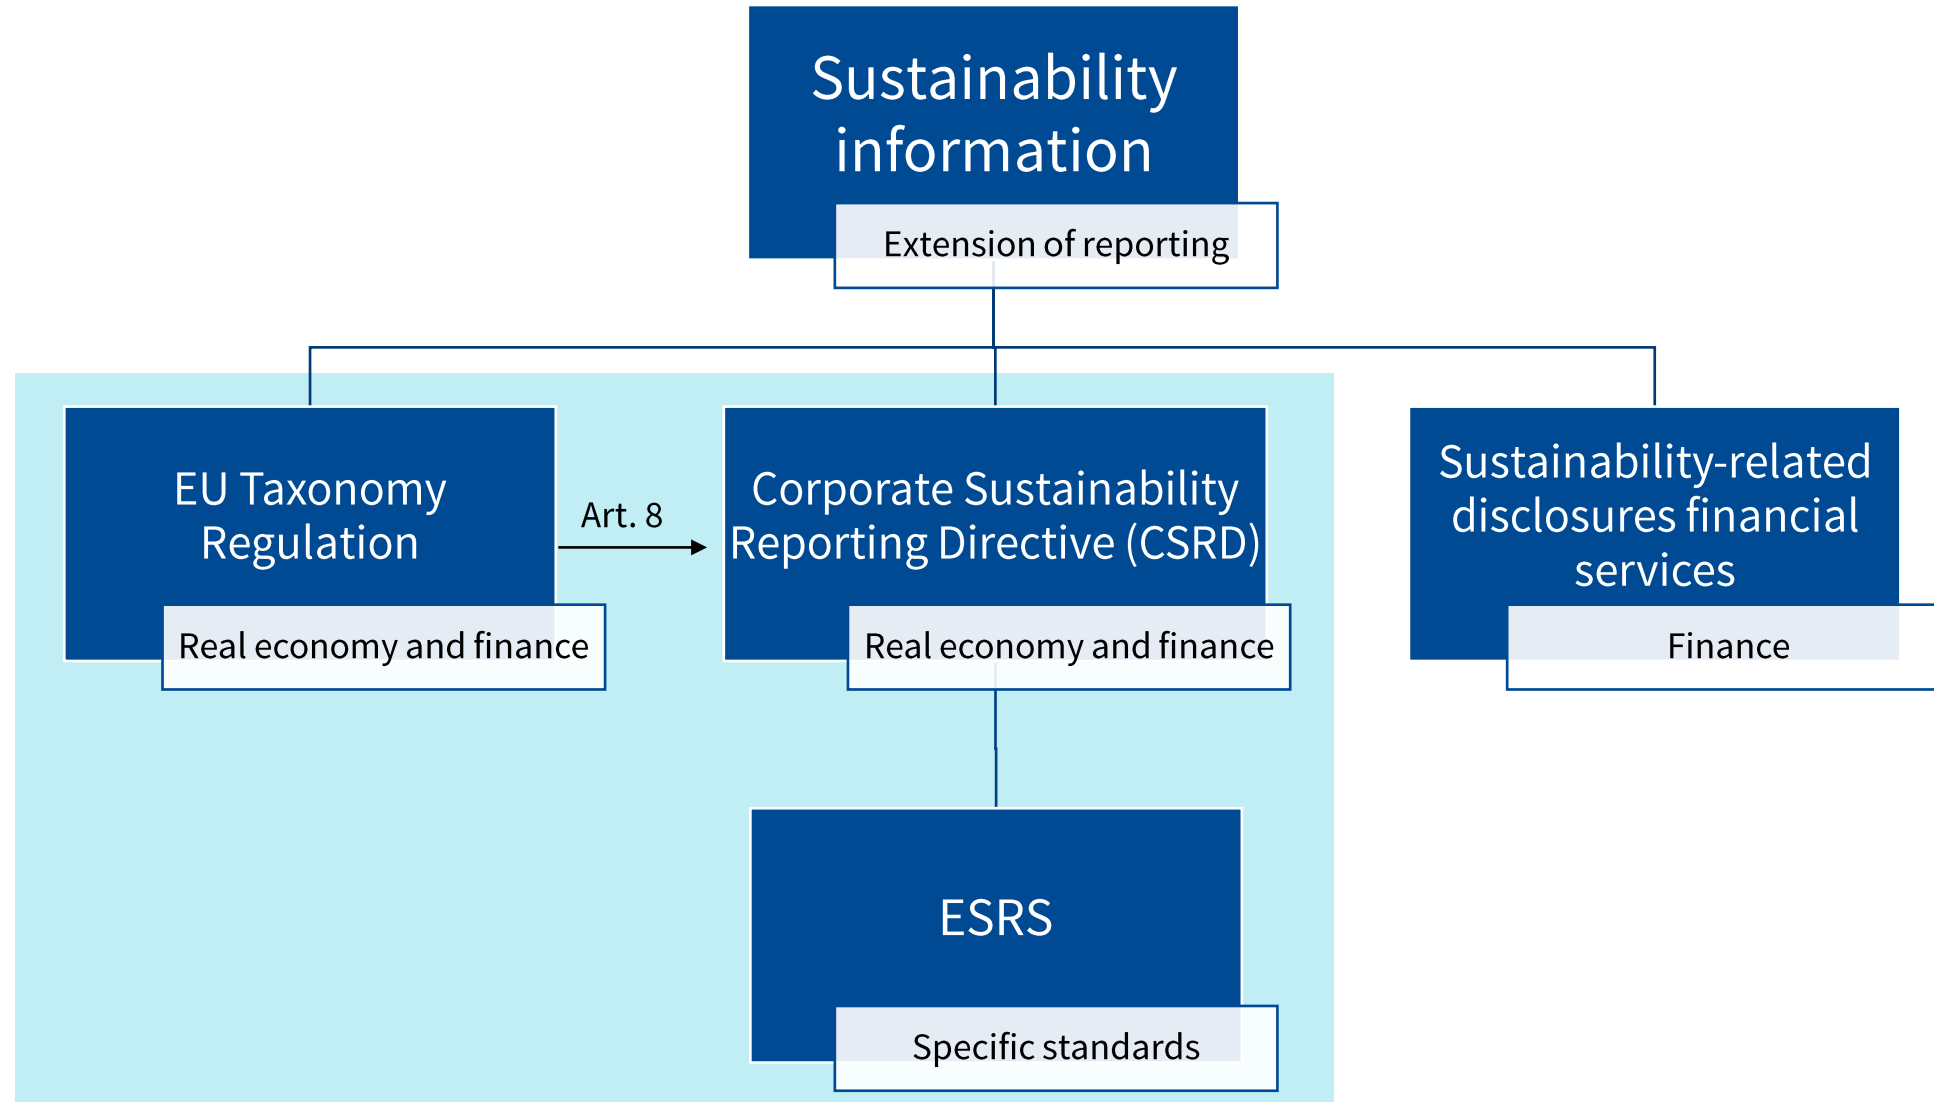 Sustainability
information
Extension of reporting
EU Taxonomy
Regulation
Real economy and finance
Art. 8
Corporate Sustainability
Reporting Directive (CSRD)
Real economy and finance
Sustainability-related
disclosures financial
services
Finance
ESRS
Specific standards